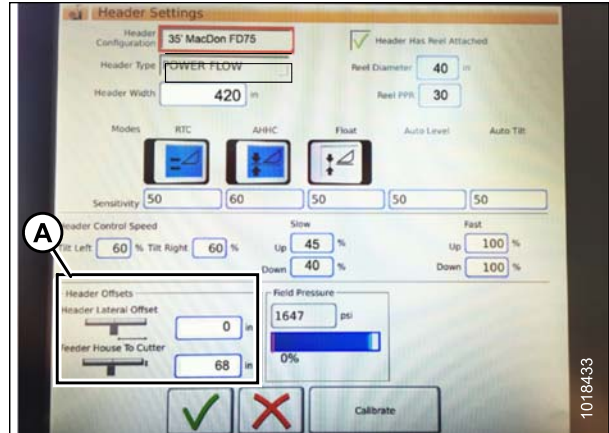 Header Settings
Header Configuration
35' MacDon FD75
Header Has Reel Attached
Header Type
POWER FLOW
Reel Diameter 40 in
Header Width
420 in
Reel PPR 30
Modes RTC AHHC Float Auto Level Auto Tilt
Sensitivity 50 60 50 50 50
Header Control Speed
Slow Fast
Tilt Left 60 % Tilt Right 60 %
Up 45 % Up 100 %
Down 40 % Down 100 %
A
Header Offsets
Header Lateral Offset
0 in
Feeder House To Cutter
68 in
Field Pressure
1647 psi
0%
Calibrate
1018433